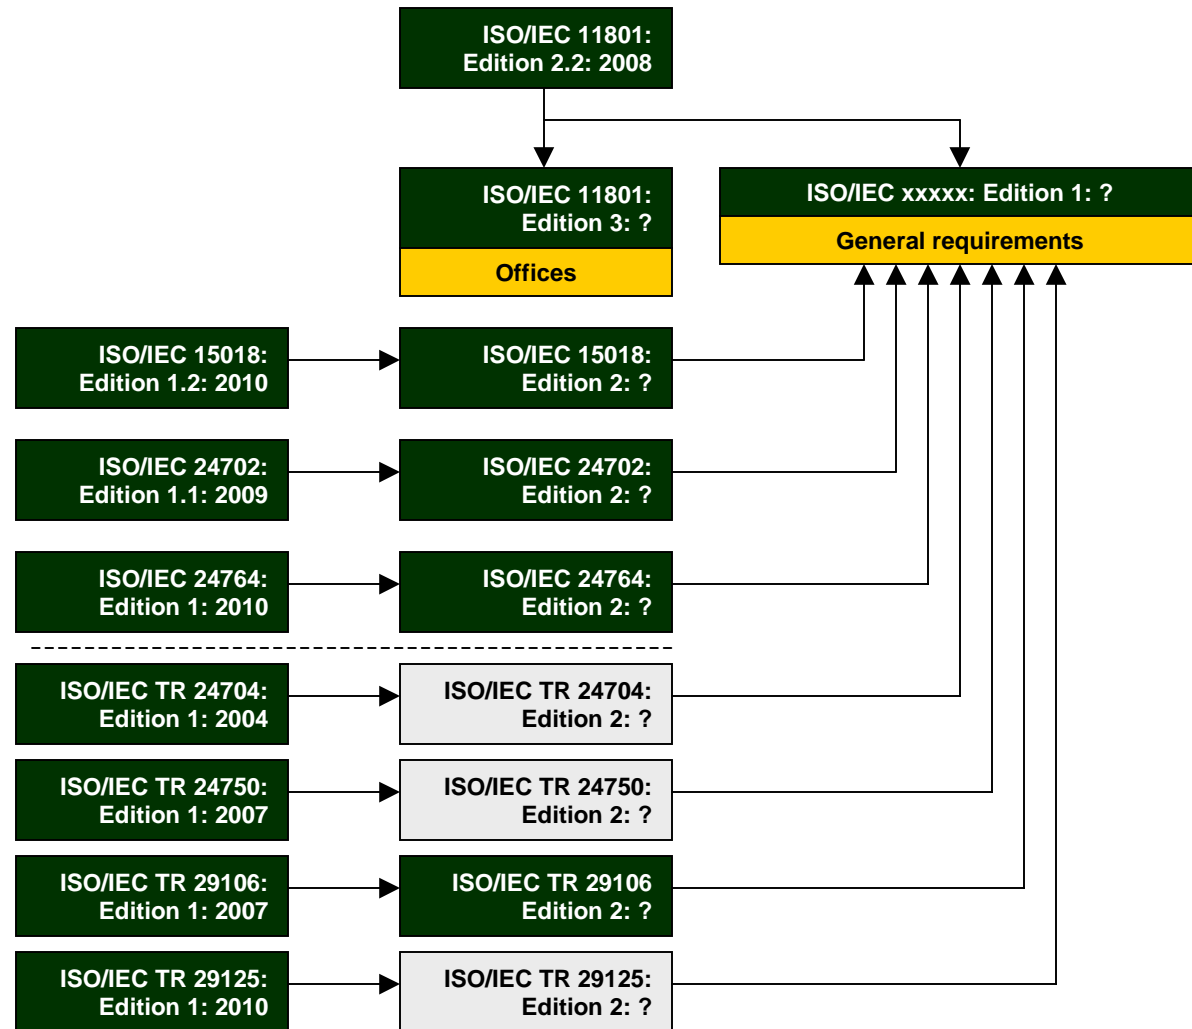 ISO/IEC 11801:
Edition 2.2: 2008
ISO/IEC 11801:
Edition 3: ?
Offices
ISO/IEC xxxxx: Edition 1: ?
General requirements
ISO/IEC 15018:
Edition 1.2: 2010
ISO/IEC 15018:
Edition 2: ?
ISO/IEC 24702:
Edition 1.1: 2009
ISO/IEC 24702:
Edition 2: ?
ISO/IEC 24764:
Edition 1: 2010
ISO/IEC 24764:
Edition 2: ?
ISO/IEC TR 24704:
Edition 1: 2004
ISO/IEC TR 24704:
Edition 2: ?
ISO/IEC TR 24750:
Edition 1: 2007
ISO/IEC TR 24750:
Edition 2: ?
ISO/IEC TR 29106:
Edition 1: 2007
ISO/IEC TR 29106
Edition 2: ?
ISO/IEC TR 29125:
Edition 1: 2010
ISO/IEC TR 29125:
Edition 2: ?